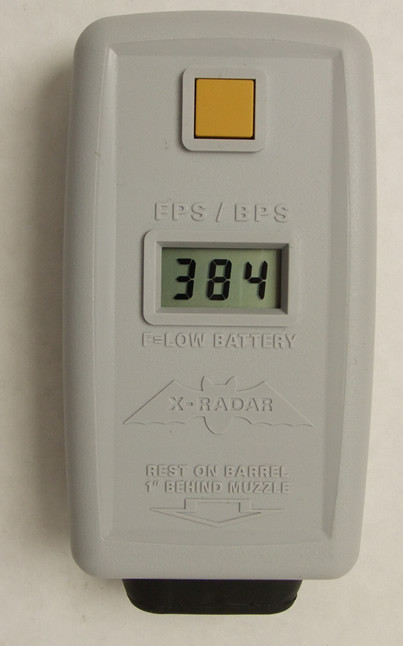 FPS / BPS
384
F=LOW BATTERY
X-RADAR
REST ON BARREL
1" BEHIND MUZZLE